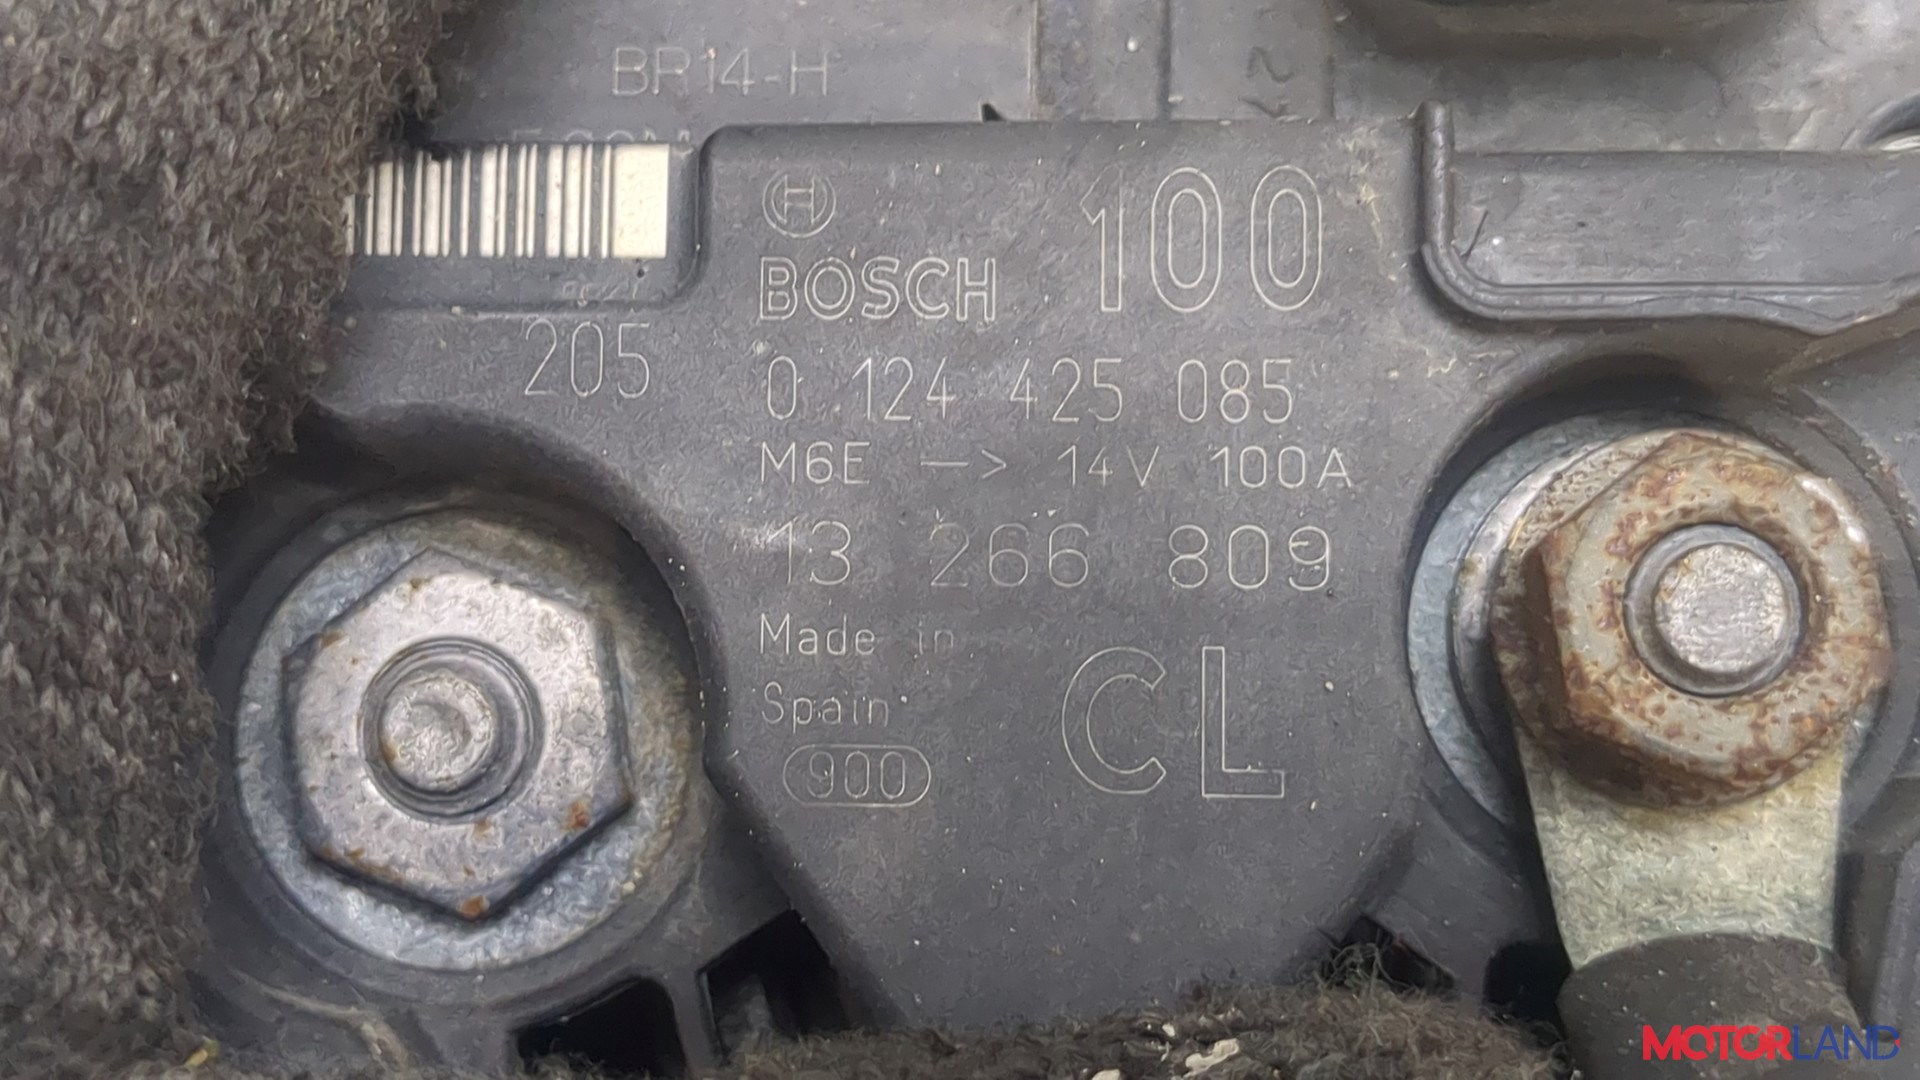 BR14-H
BOSCH
100
205
0 124 425 085
M6E —> 14V 100A
13 266 809
Made in
Spain
CL
900
MOTORLAND